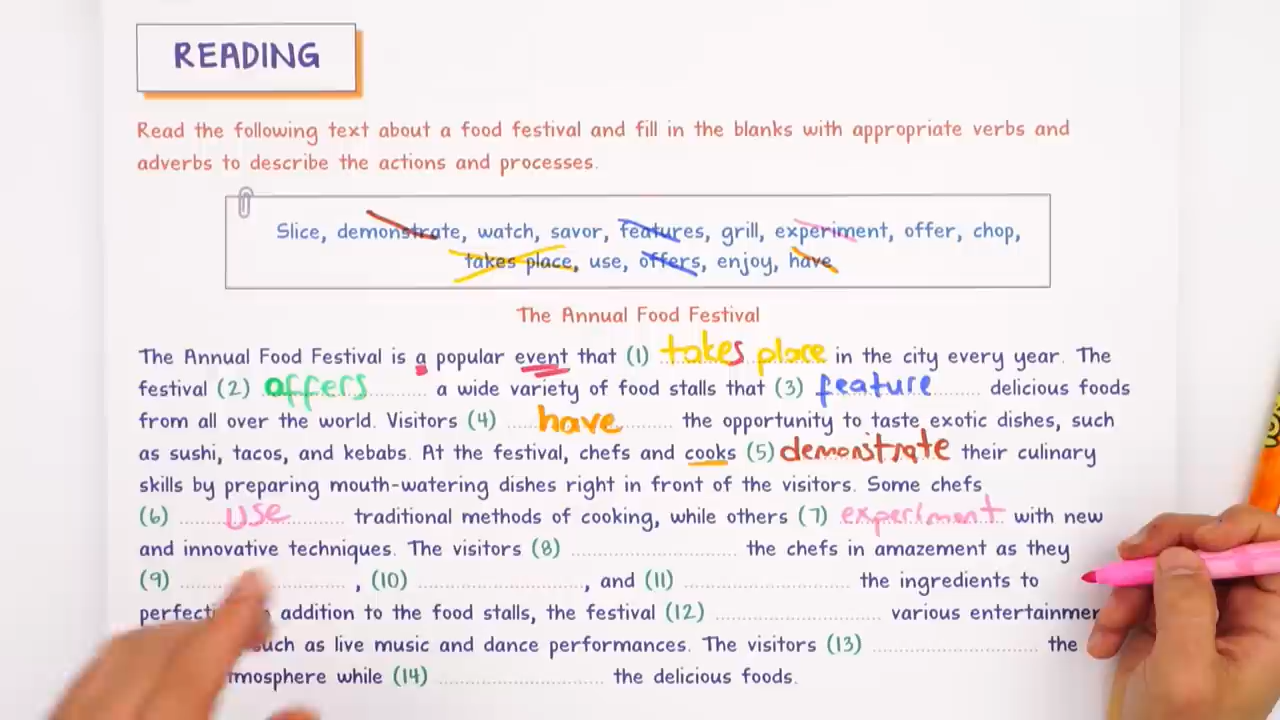 READING
Read the following text about a food festival and fill in the blanks with appropriate verbs and
adverbs to describe the actions and processes.
Slice, demonstrate, watch, savor, features, grill, experiment, offer, chop,
takes place, use, offers, enjoy, have
The Annual Food Festival
The Annual Food Festival is a popular event that (1) takes place in the city every year. The
festival (2) offers a wide variety of food stalls that (3) feature delicious foods
from all over the world. Visitors (4) have the opportunity to taste exotic dishes, such
as sushi, tacos, and kebabs. At the festival, chefs and cooks (5) demonstrate their culinary
skills by preparing mouth-watering dishes right in front of the visitors. Some chefs
(6) use traditional methods of cooking, while others (7) experiment with new
and innovative techniques. The visitors (8) the chefs in amazement as they
(9) , (10) , and (11) the ingredients to
addition to the food stalls, the festival (12) various
such as live music and dance performances. The visitors (13) the
while (14) the delicious foods.